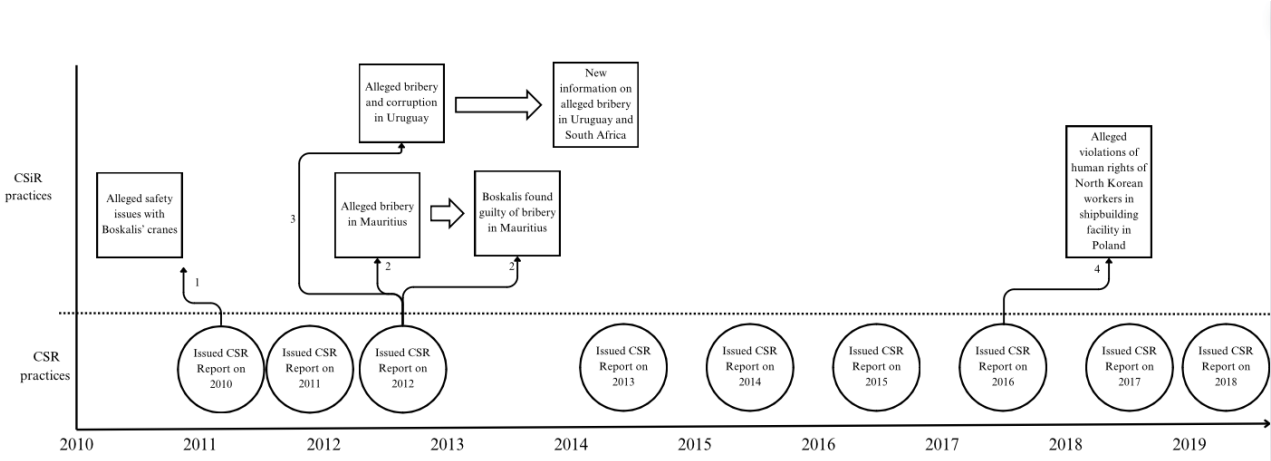 Alleged bribery
and corruption
in Uruguay
New
information on
alleged bribery
in Uruguay and
South Africa
Alleged
violations of
human rights of
North Korean
workers in
shipbuilding
facility in
Poland
CSiR
practices
Alleged safety
issues with
Boskalis' cranes
Alleged bribery
in Mauritius
Boskalis found
guilty of bribery
in Mauritius
3
1
2
2
4
CSR
practices
Issued CSR
Report on
2010
Issued CSR
Report on
2011
Issued CSR
Report on
2012
Issued CSR
Report on
2013
Issued CSR
Report on
2014
Issued CSR
Report on
2015
Issued CSR
Report on
2016
Issued CSR
Report on
2017
Issued CSR
Report on
2018
2010 2011 2012 2013 2014 2015 2016 2017 2018 2019